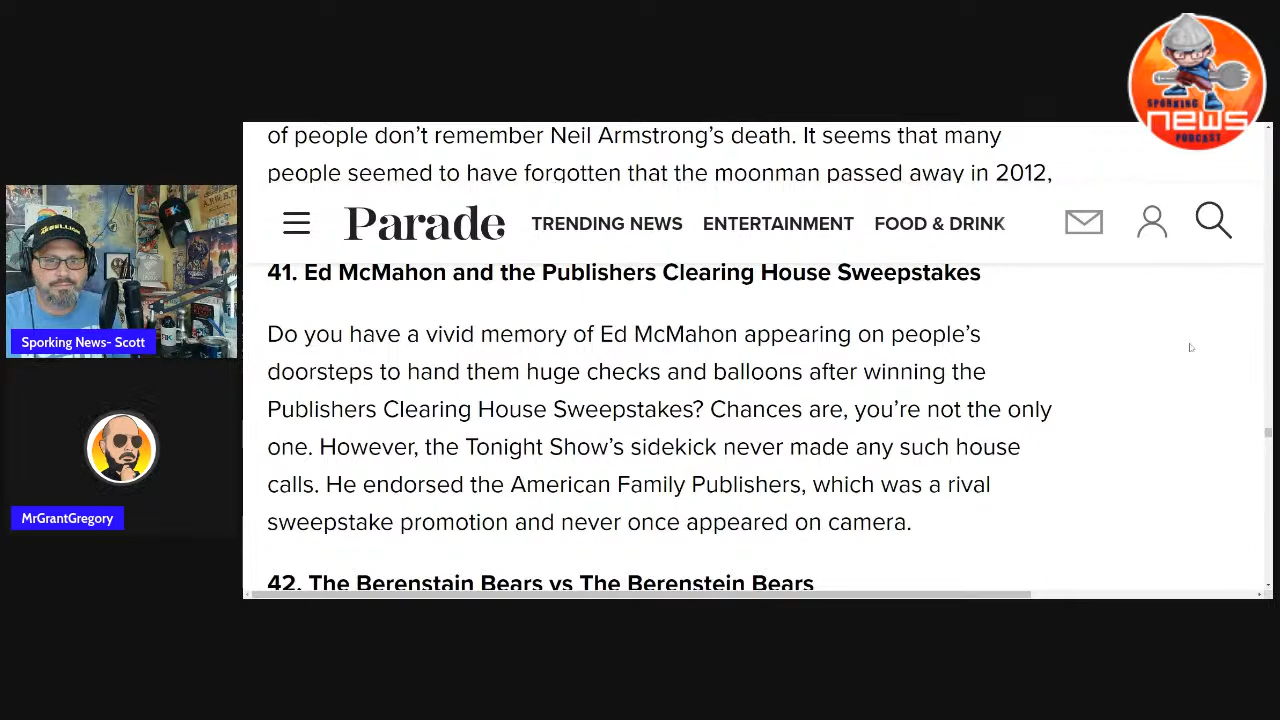 of people don’t remember Neil Armstrong’s death. It seems that many
people seemed to have forgotten that the moonman passed away in 2012,
Parade TRENDING NEWS ENTERTAINMENT FOOD & DRINK
41. Ed McMahon and the Publishers Clearing House Sweepstakes
Do you have a vivid memory of Ed McMahon appearing on people’s
doorsteps to hand them huge checks and balloons after winning the
Publishers Clearing House Sweepstakes? Chances are, you’re not the only
one. However, the Tonight Show’s sidekick never made any such house
calls. He endorsed the American Family Publishers, which was a rival
sweepstake promotion and never once appeared on camera.
42. The Berenstain Bears vs The Berenstein Bears
SPORKING
NEWS
PODCAST
REBELLION
Sporking News- Scott
MrGrantGregory